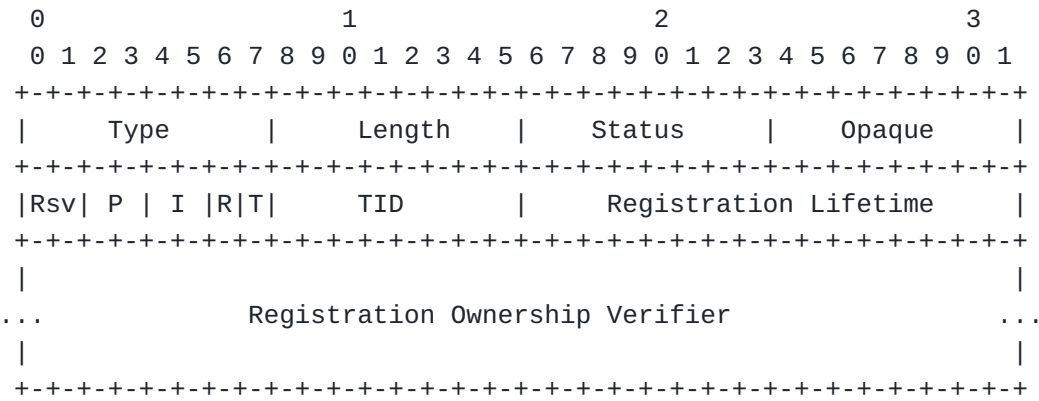 0                   1                   2                   3
 0 1 2 3 4 5 6 7 8 9 0 1 2 3 4 5 6 7 8 9 0 1 2 3 4 5 6 7 8 9 0 1
+-+-+-+-+-+-+-+-+-+-+-+-+-+-+-+-+-+-+-+-+-+-+-+-+-+-+-+-+-+-+-+-+
|     Type      |     Length    |    Status     |    Opaque     |
+-+-+-+-+-+-+-+-+-+-+-+-+-+-+-+-+-+-+-+-+-+-+-+-+-+-+-+-+-+-+-+-+
|Rsv| P | I |R|T|     TID       |     Registration Lifetime     |
+-+-+-+-+-+-+-+-+-+-+-+-+-+-+-+-+-+-+-+-+-+-+-+-+-+-+-+-+-+-+-+-+
|                                                               |
...             Registration Ownership Verifier                 ...
|                                                               |
+-+-+-+-+-+-+-+-+-+-+-+-+-+-+-+-+-+-+-+-+-+-+-+-+-+-+-+-+-+-+-+-+